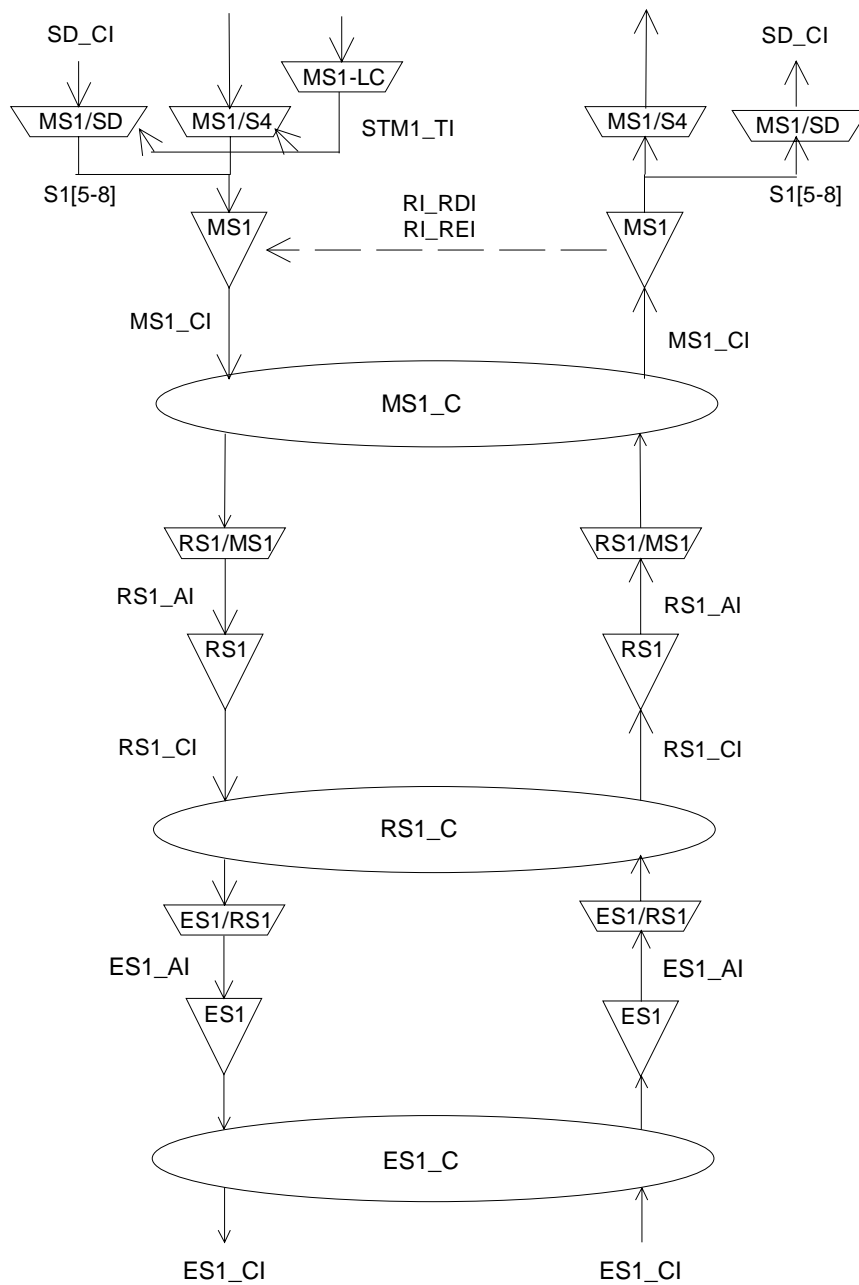 SD_CI
SD_CI
MS1-LC
MS1/SD
MS1/S4
STM1_TI
MS1/S4
MS1/SD
S1[5-8]
RI_RDI
S1[5-8]
MS1
RI_REI
MS1
MS1_CI
MS1_CI
MS1_C
RS1/MS1
RS1/MS1
RS1_AI
RS1_AI
RS1
RS1
RS1_CI
RS1_CI
RS1_C
ES1/RS1
ES1/RS1
ES1_AI
ES1_AI
ES1
ES1
ES1_C
ES1_CI
ES1_CI